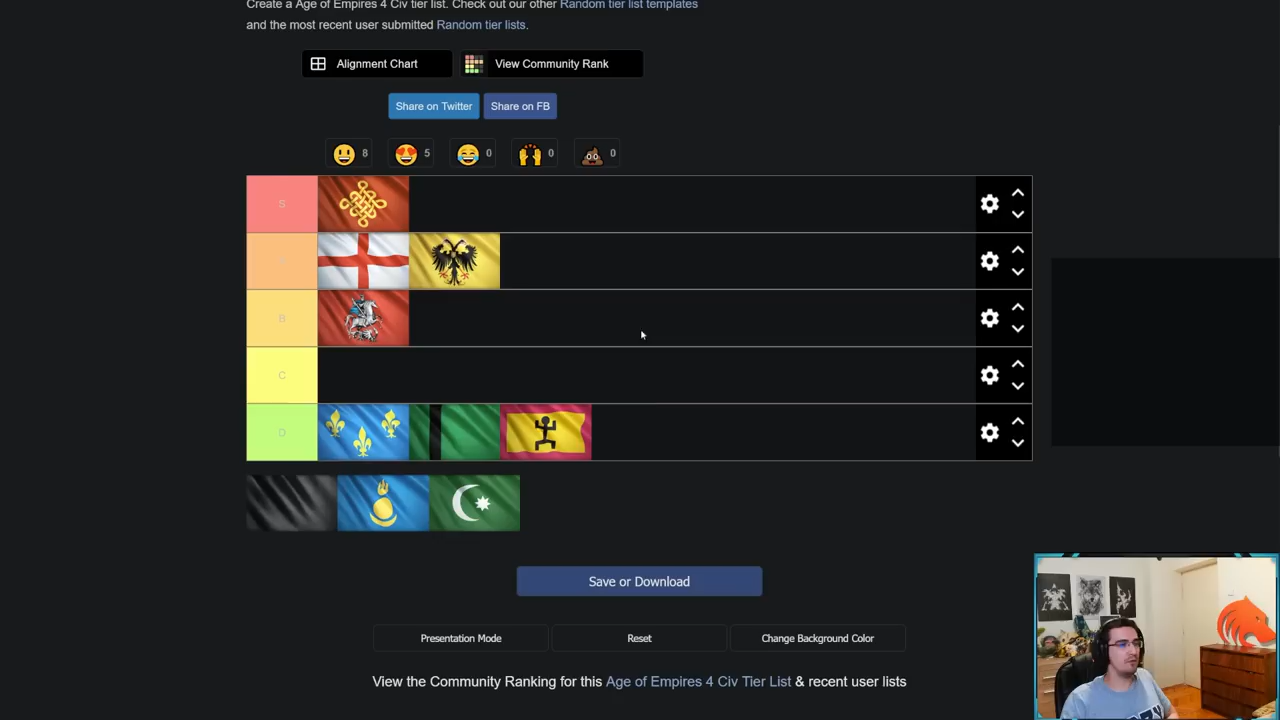 Create a Age of Empires 4 Civ tier list. Check out our other Random tier list templates
and the most recent user submitted Random tier lists.
Alignment Chart
View Community Rank
Share on Twitter
Share on FB
8
5
0
0
0
S
B
C
D
Save or Download
Presentation Mode
Reset
Change Background Color
View the Community Ranking for this Age of Empires 4 Civ Tier List & recent user lists